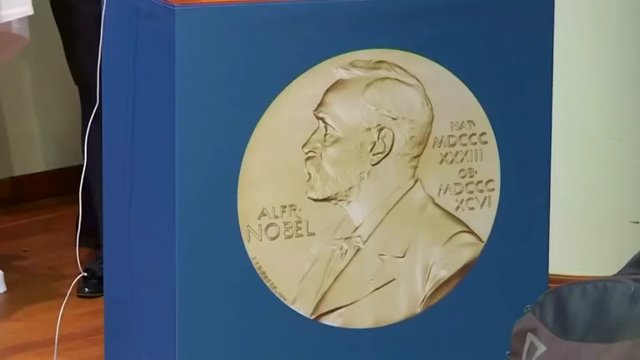 ALFR·
NOBEL
NAT·
MDCCC
XXXIII
OB·
MDCCC
XCVI